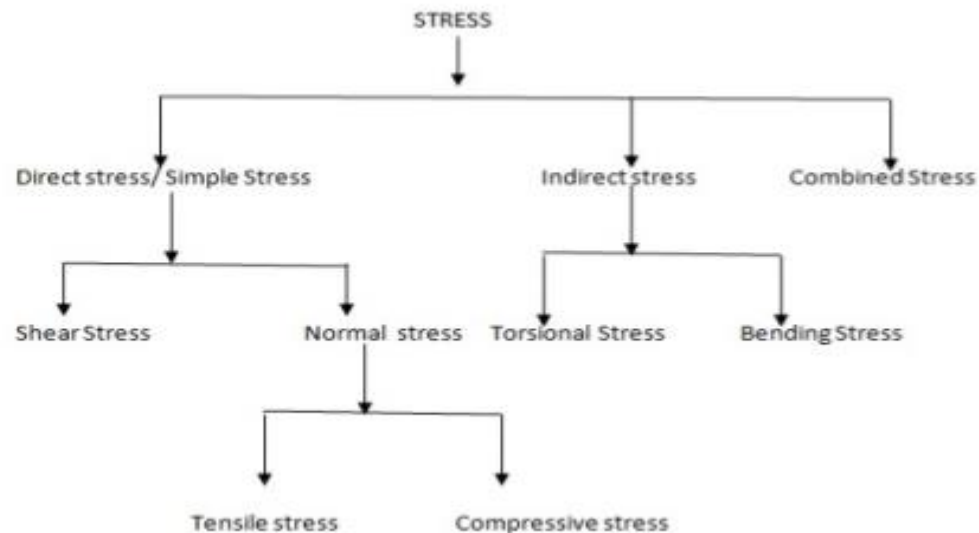 STRESS
Direct stress/ Simple Stress
Indirect stress
Combined Stress
Shear Stress
Normal stress
Torsional Stress
Bending Stress
Tensile stress
Compressive stress